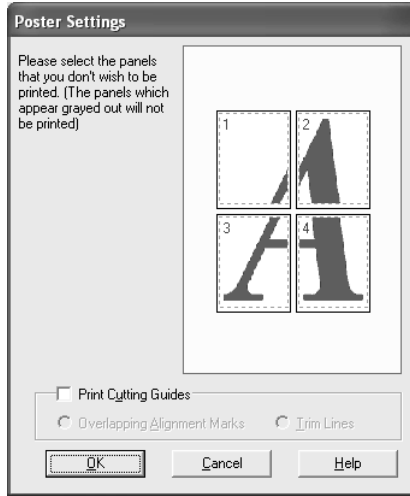 Poster Settings
Please select the panels
that you don't wish to be
printed. (The panels which
appear grayed out will not
be printed)
1 2
3 4
Print Cutting Guides
Overlapping Alignment Marks Trim Lines
OK Cancel Help